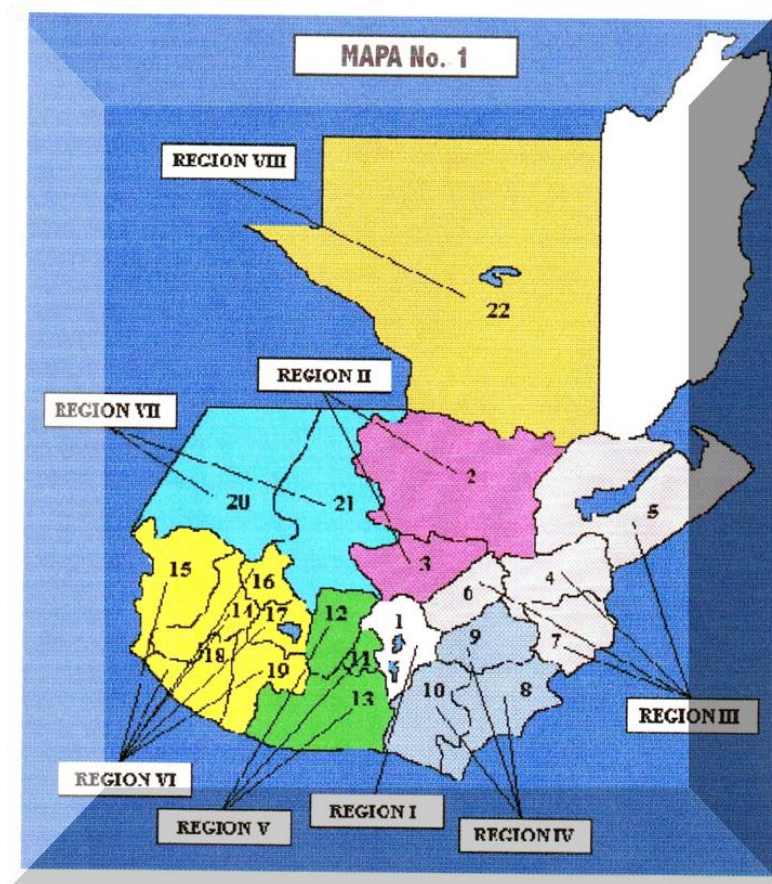 MAPA No. 1
REGION VIII
22
REGION II
REGION VII
2
20
21
5
3
15
16
4
6
14
17
12
1
9
7
18
11
19
13
10
8
REGION III
REGION VI
REGION V
REGION I
REGION IV